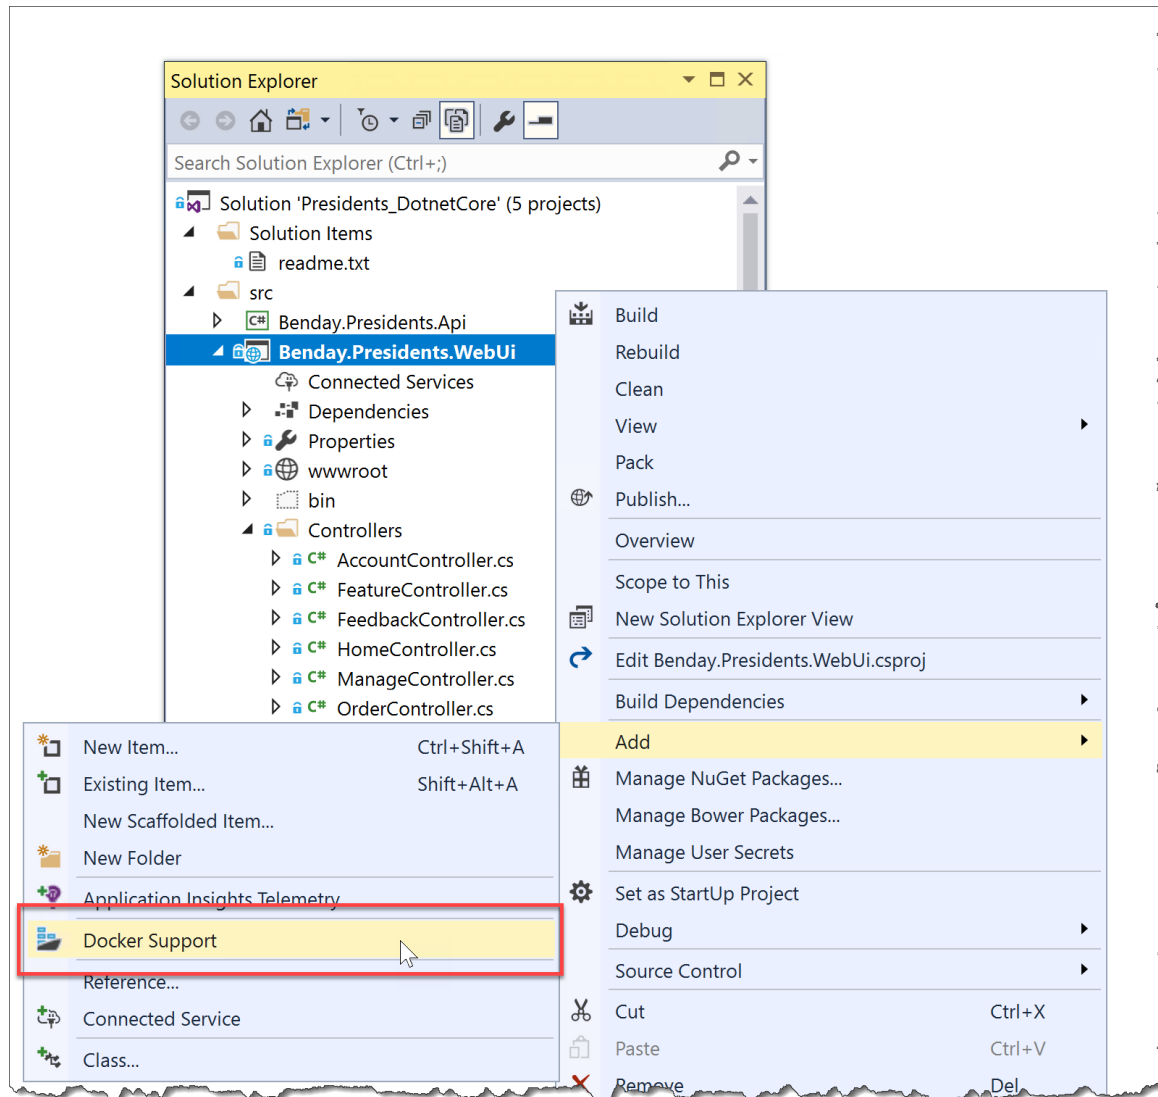 Solution Explorer
Search Solution Explorer (Ctrl+;)
Solution 'Presidents_DotnetCore' (5 projects)
Solution Items
readme.txt
src
C# Benday.Presidents.Api
Benday.Presidents.WebUi
Connected Services
Dependencies
Properties
wwwroot
bin
Controllers
C# AccountController.cs
C# FeatureController.cs
C# FeedbackController.cs
C# HomeController.cs
C# ManageController.cs
C# OrderController.cs
Build
Rebuild
Clean
View
Pack
Publish...
Overview
Scope to This
New Solution Explorer View
Edit Benday.Presidents.WebUi.csproj
Build Dependencies
Add
Manage NuGet Packages...
Manage Bower Packages...
Manage User Secrets
Set as StartUp Project
Debug
Source Control
Cut Ctrl+X
Paste Ctrl+V
Remove Del
New Item... Ctrl+Shift+A
Existing Item... Shift+Alt+A
New Scaffolded Item...
New Folder
Application Insights Telemetry
Docker Support
Reference...
Connected Service
Class...